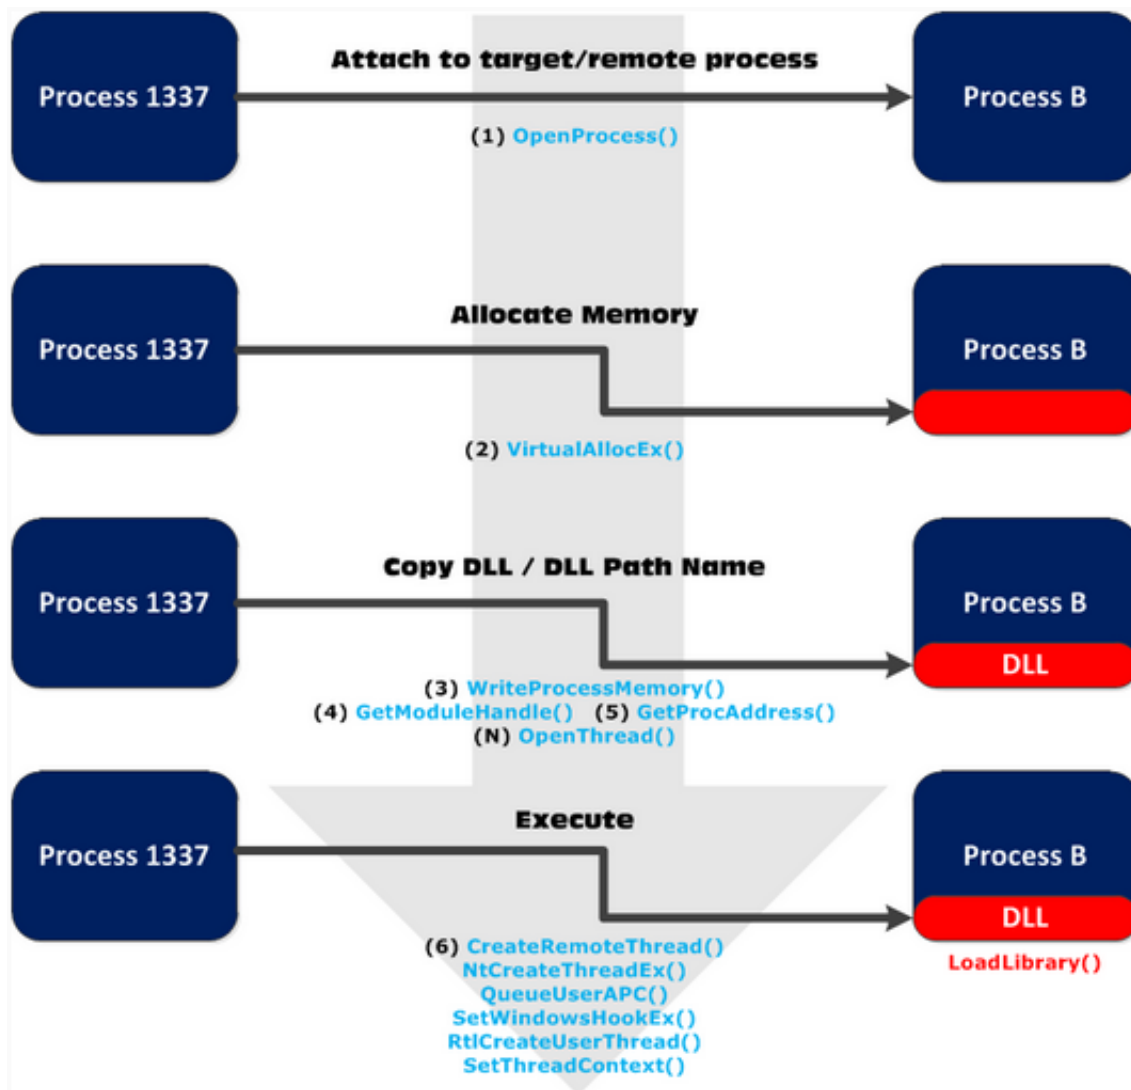 Attach to target/remote process
Process 1337
Process B
(1) OpenProcess()
Allocate Memory
Process 1337
Process B
(2) VirtualAllocEx()
Copy DLL / DLL Path Name
Process 1337
Process B
DLL
(3) WriteProcessMemory()
(4) GetModuleHandle() (5) GetProcAddress()
(N) OpenThread()
Execute
Process 1337
Process B
DLL
(6) CreateRemoteThread()
NtCreateThreadEx()
QueueUserAPC()
SetWindowsHookEx()
RtlCreateUserThread()
SetThreadContext()
LoadLibrary()